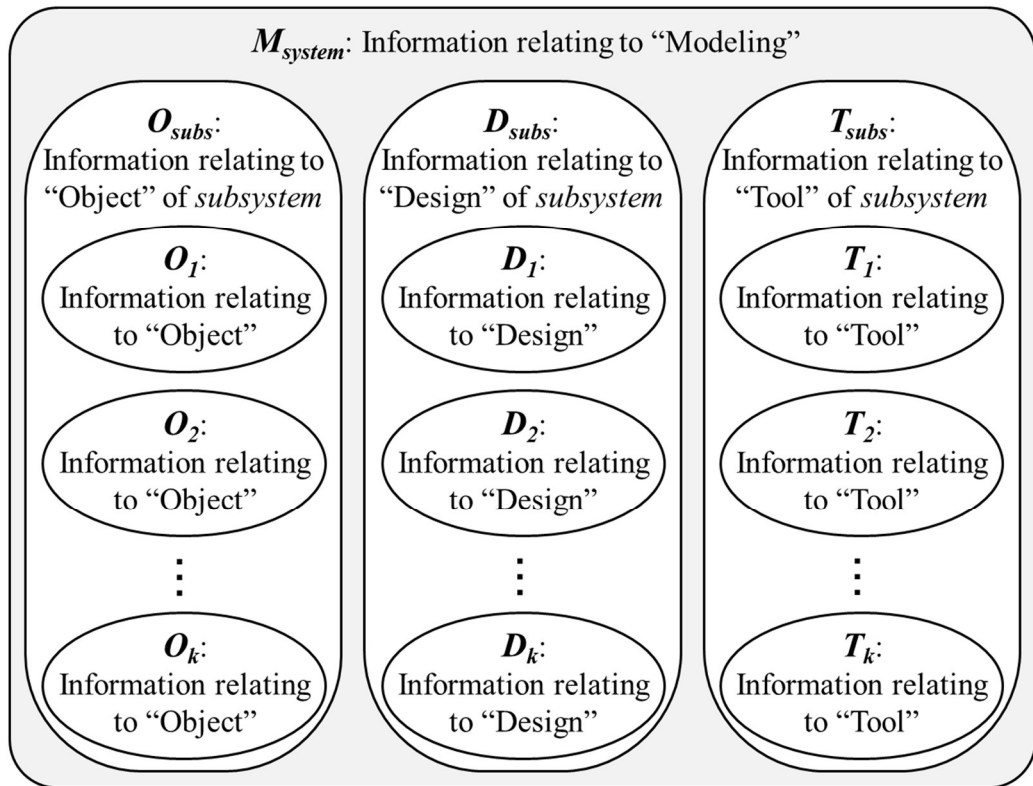 M_system: Information relating to “Modeling”
O_subs:
Information relating to
“Object” of subsystem
O_1:
Information relating
to “Object”
O_2:
Information relating
to “Object”
⋮
O_k:
Information relating
to “Object”
D_subs:
Information relating to
“Design” of subsystem
D_1:
Information relating
to “Design”
D_2:
Information relating
to “Design”
⋮
D_k:
Information relating
to “Design”
T_subs:
Information relating to
“Tool” of subsystem
T_1:
Information relating
to “Tool”
T_2:
Information relating
to “Tool”
⋮
T_k:
Information relating
to “Tool”